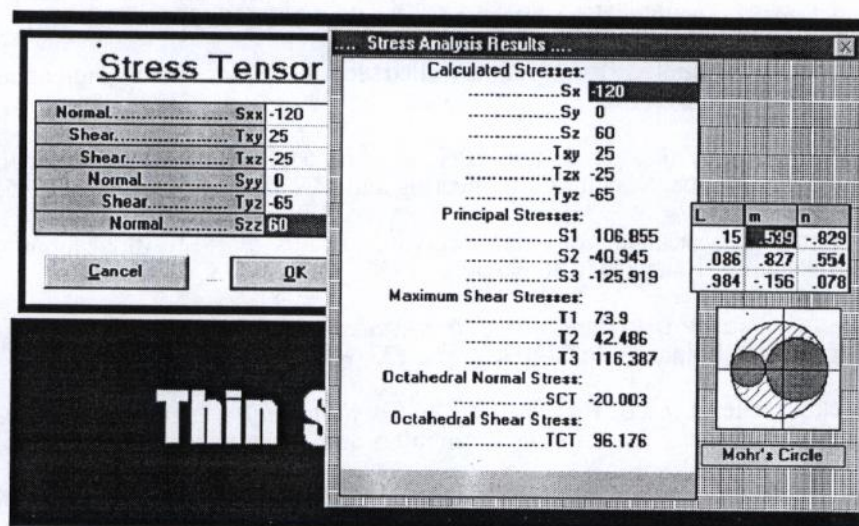 Stress Tensor
Normal.............. Sxx -120
Shear................ Txy 25
Shear............... Txz -25
Normal.............. Syy 0
Shear............... Tyz -65
Normal............ Szz 60
Cancel
OK
Thin S
.... Stress Analysis Results ....
Calculated Stresses:
....................Sx -120
....................Sy 0
....................Sz 60
....................Txy 25
....................Tzx -25
....................Tyz -65
Principal Stresses:
....................S1 106.855
....................S2 -40.945
....................S3 -125.919
Maximum Shear Stresses:
....................T1 73.9
....................T2 42.486
....................T3 116.387
Octahedral Normal Stress:
....................SCT -20.003
Octahedral Shear Stress:
....................TCT 96.176
L m n
.15 .539 -.829
.086 .827 .554
.984 -.156 .078
Mohr's Circle